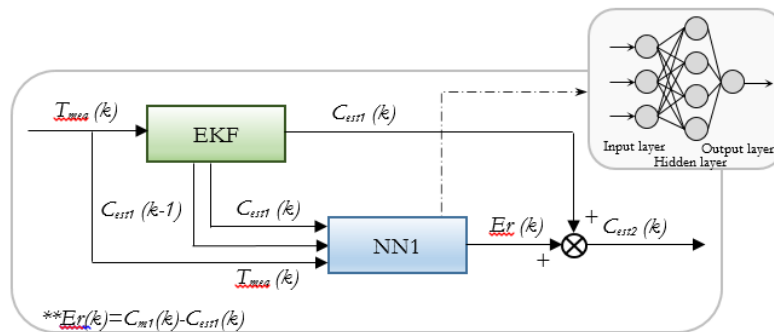 T_mea (k)
EKF
C_est1 (k)
C_est1 (k-1)
C_est1 (k)
T_mea (k)
NN1
Er (k)
+
+
C_est2 (k)
Input layer
Hidden layer
Output layer
**Er(k)=C_m1(k)-C_est1(k)